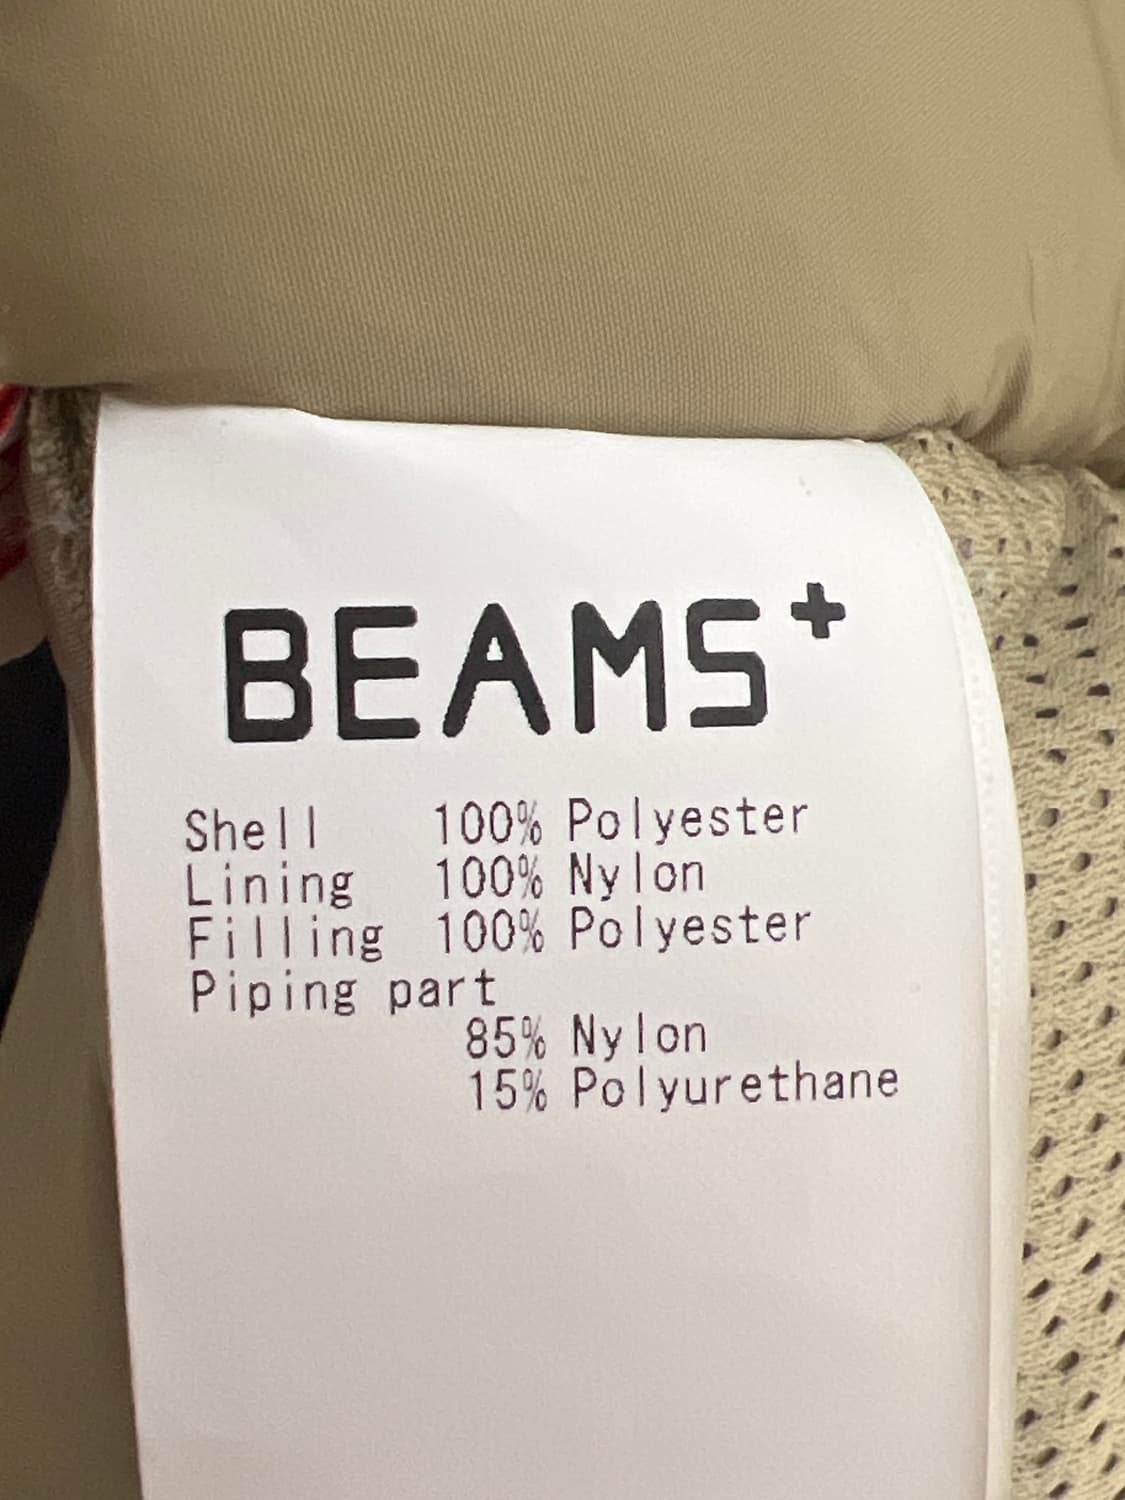 BEAMS+
Shell 100% Polyester
Lining 100% Nylon
Filling 100% Polyester
Piping part
85% Nylon
15% Polyurethane